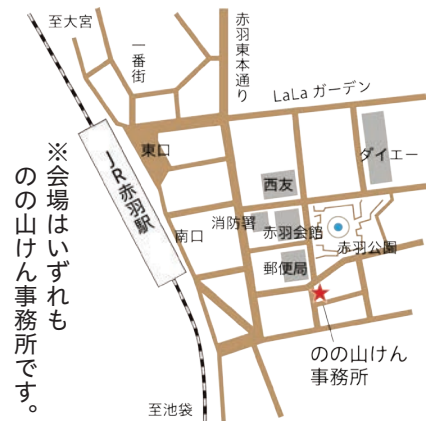 至大宮
一番街
赤羽東本通り
LaLa ガーデン
東口
ダイエー
JR赤羽駅
西友
消防署
赤羽会館
南口
赤羽公園
郵便局
のの山けん
事務所
至池袋
※会場はいずれも
のの山けん事務所です。